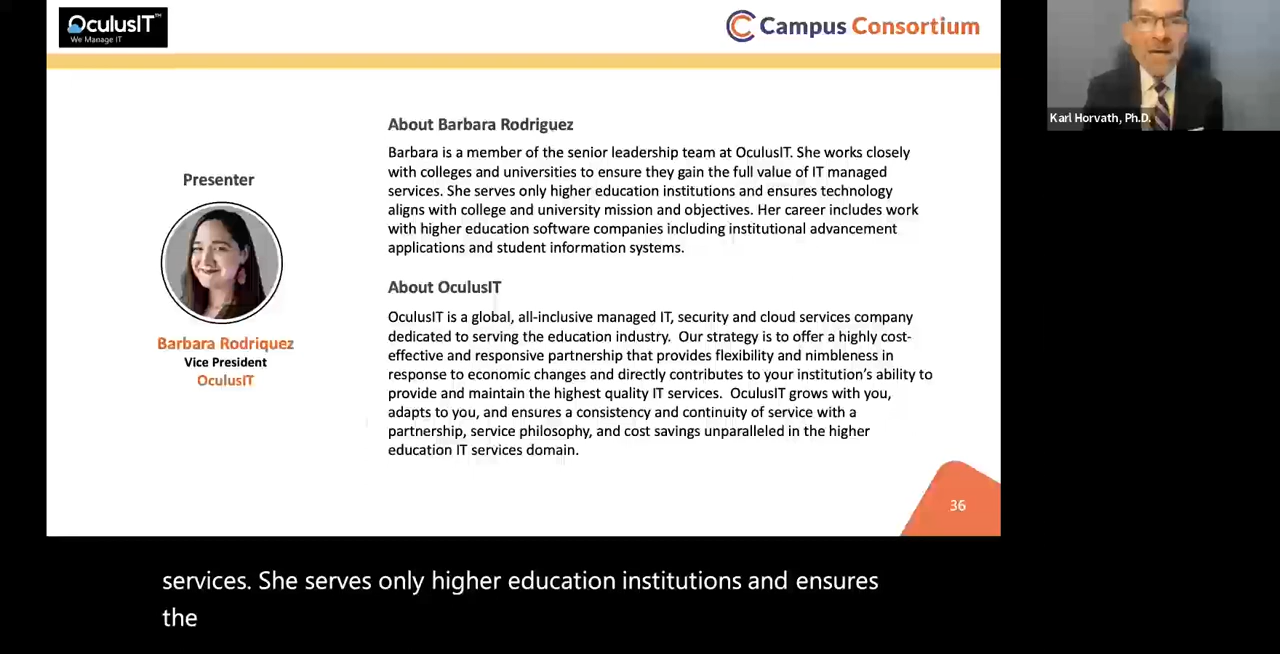 OculusIT™
We Manage IT
Campus Consortium
Karl Horvath, Ph.D.
Presenter
Barbara Rodriquez
Vice President
OculusIT
About Barbara Rodriguez
Barbara is a member of the senior leadership team at OculusIT. She works closely
with colleges and universities to ensure they gain the full value of IT managed
services. She serves only higher education institutions and ensures technology
aligns with college and university mission and objectives. Her career includes work
with higher education software companies including institutional advancement
applications and student information systems.
About OculusIT
OculusIT is a global, all-inclusive managed IT, security and cloud services company
dedicated to serving the education industry.  Our strategy is to offer a highly cost-
effective and responsive partnership that provides flexibility and nimbleness in
response to economic changes and directly contributes to your institution’s ability to
provide and maintain the highest quality IT services.  OculusIT grows with you,
adapts to you, and ensures a consistency and continuity of service with a
partnership, service philosophy, and cost savings unparalleled in the higher
education IT services domain.
36
services. She serves only higher education institutions and ensures
the